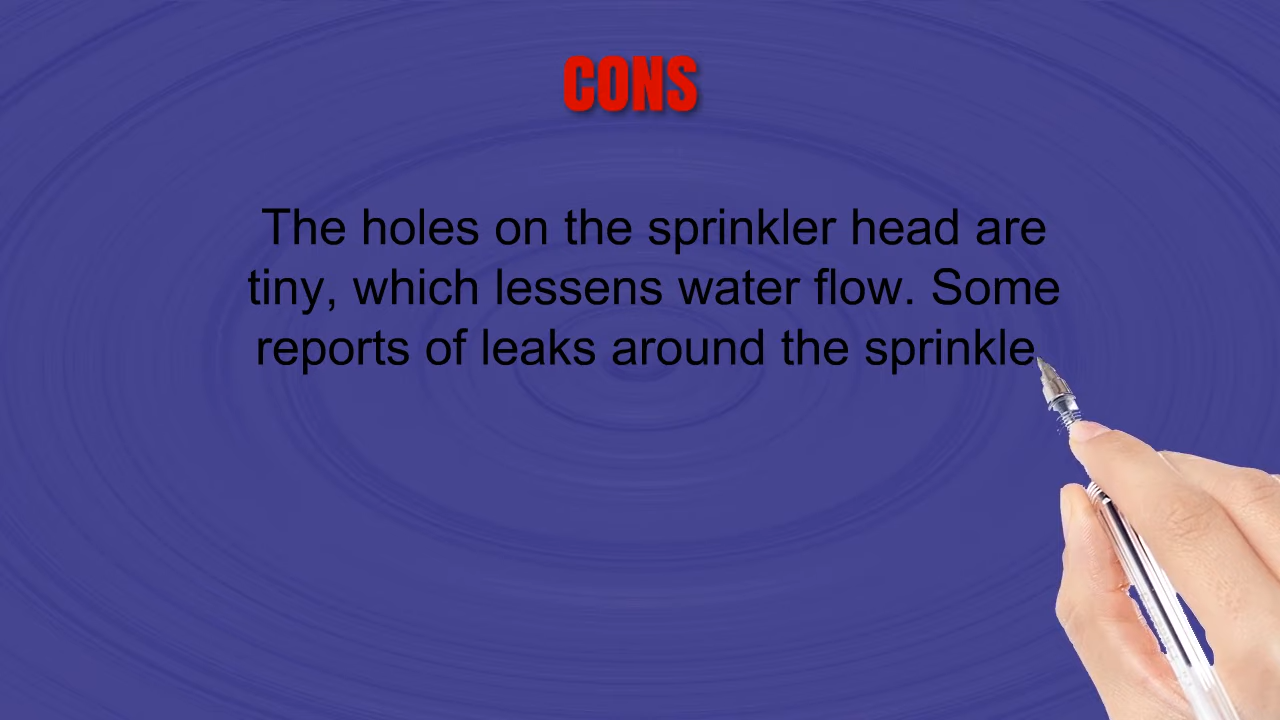 CONS
The holes on the sprinkler head are
tiny, which lessens water flow. Some
reports of leaks around the sprinkle